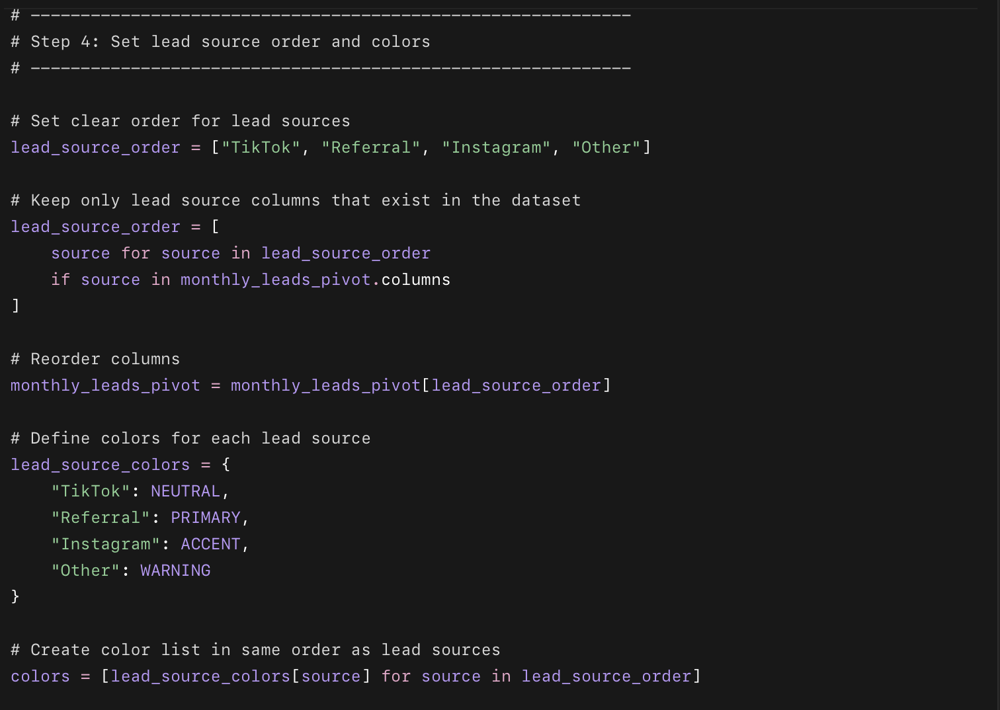 # ————————————————————————————————————————————————————————————
# Step 4: Set lead source order and colors
# ————————————————————————————————————————————————————————————
# Set clear order for lead sources
lead_source_order = ["TikTok", "Referral", "Instagram", "Other"]
# Keep only lead source columns that exist in the dataset
lead_source_order = [
    source for source in lead_source_order
    if source in monthly_leads_pivot.columns
]
# Reorder columns
monthly_leads_pivot = monthly_leads_pivot[lead_source_order]
# Define colors for each lead source
lead_source_colors = {
    "TikTok": NEUTRAL,
    "Referral": PRIMARY,
    "Instagram": ACCENT,
    "Other": WARNING
}
# Create color list in same order as lead sources
colors = [lead_source_colors[source] for source in lead_source_order]